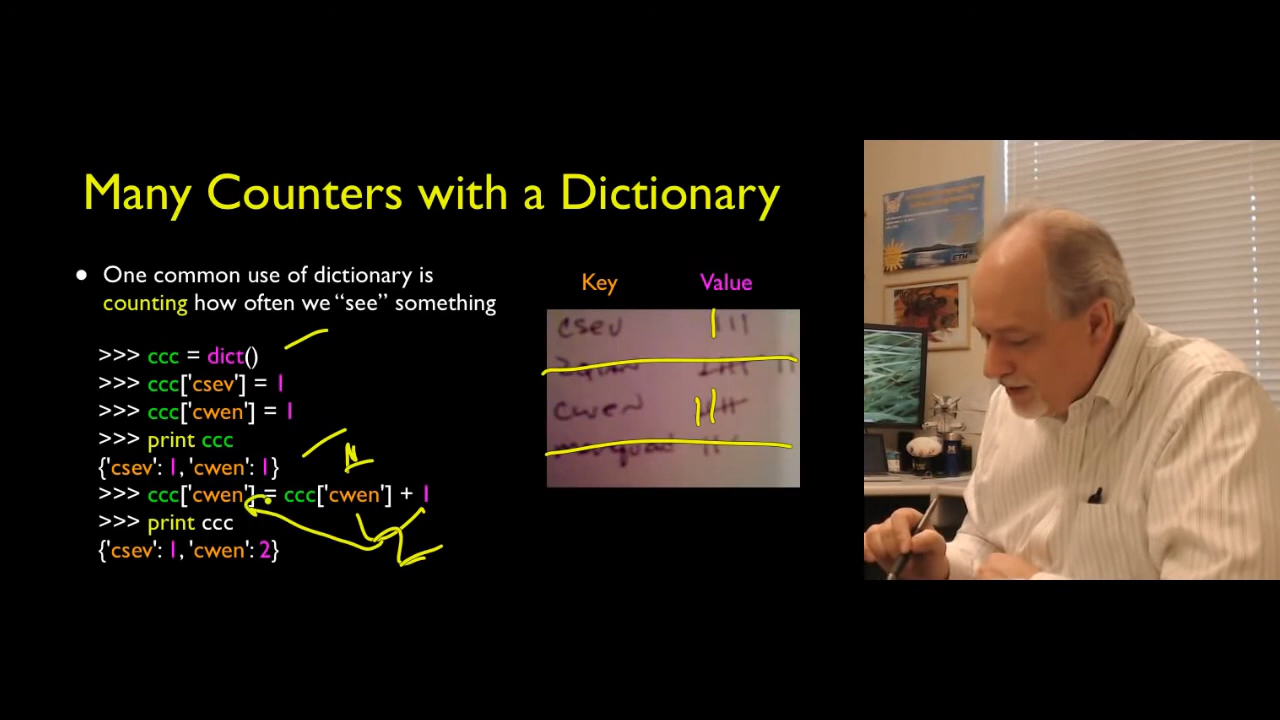 Many Counters with a Dictionary
● One common use of dictionary is
counting how often we “see” something
>>> ccc = dict()
>>> ccc['csev'] = 1
>>> ccc['cwen'] = 1
>>> print ccc
{'csev': 1, 'cwen': 1}
>>> ccc['cwen'] = ccc['cwen'] + 1
>>> print ccc
{'csev': 1, 'cwen': 2}
Key Value
csev
cwen
ETH